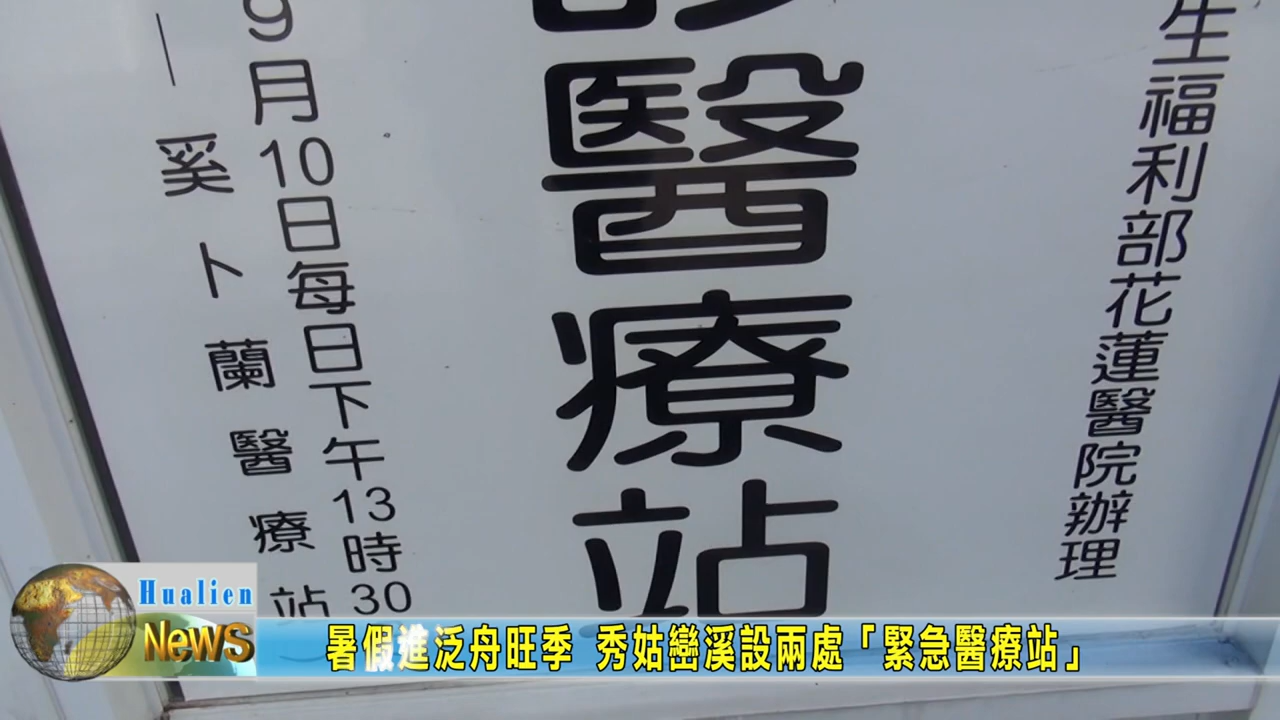 生福利部花蓮醫院辦理
醫療站
9月10日每日下午13時30
—奚卜蘭醫療站
Hualien
News
暑假進泛舟旺季 秀姑巒溪設兩處「緊急醫療站」